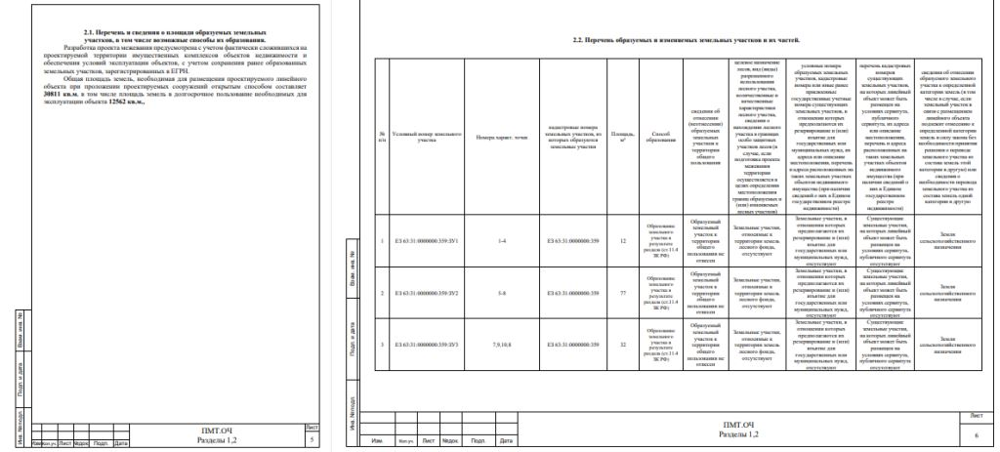 2.1. Перечень и сведения о площади образуемых земельных
участков, в том числе возможные способы их образования.
Разработка проекта межевания предусмотрена с учетом фактически сложившихся на
проектируемой территории имущественных комплексов объектов недвижимости и
обеспечения условий эксплуатации объектов, с учетом сохранения ранее образованных
земельных участков, зарегистрированных в ЕГРН.
Общая площадь земель, необходимая для размещения проектируемого линейного
объекта при проложении проектируемых сооружений открытым способом составляет
30811 кв.м, в том числе площадь земель в долгосрочное пользование необходимых для
эксплуатации объекта 12562 кв.м.,
Взам. инв. №
Подп. и дата
Инв. №подл.
Изм Кол.уч. Лист №док. Подп. Дата
ПМТ.ОЧ
Разделы 1,2
Лист
5
2.2. Перечень образуемых и изменяемых земельных участков и их частей.
№
п/п
Условный номер земельного
участка
Номера характ. точек
кадастровые номера
земельных участков, из
которых образуются
земельные участки
Площадь,
м²
Способ
образования
сведения об
отнесении
(неотнесении)
образуемых
земельных
участков к
территории
общего
пользования
целевое назначение
лесов, вид (виды)
разрешенного
использования
лесного участка,
количественные и
качественные
характеристики
лесного участка,
сведения о
нахождении лесного
участка в границах
особо защитных
участков лесов (в
случае, если
подготовка проекта
межевания
территории
осуществляется в
целях определения
местоположения
границ образуемых и
(или) изменяемых
лесных участков)
условные номера
образуемых земельных
участков, кадастровые
номера или иные ранее
присвоенные
государственные учетные
номера существующих
земельных участков, в
отношении которых
предполагаются их
резервирование и (или)
изъятие для
государственных или
муниципальных нужд, их
адреса или описание
местоположения, перечень
и адреса расположенных на
таких земельных участках
объектов недвижимого
имущества (при наличии
сведений о них в Едином
государственном реестре
недвижимости)
перечень кадастровых
номеров
существующих
земельных участков,
на которых линейный
объект может быть
размещен на
условиях сервитута,
публичного
сервитута, их адреса
или описание
местоположения,
перечень и адреса
расположенных на
таких земельных
участках объектов
недвижимого
имущества (при
наличии сведений о
них в Едином
государственном
реестре
недвижимости)
сведения об отнесении
образуемого земельного
участка к определенной
категории земель (в том
числе в случае, если
земельный участок в
связи с размещением
линейного объекта
подлежит отнесению к
определенной категории
земель в силу закона без
необходимости принятия
решения о переводе
земельного участка из
состава земель этой
категории в другую) или
сведения о
необходимости перевода
земельного участка из
состава земель одной
категории в другую
1
ЕЗ 63:31:0000000:359:ЗУ1
1-4
ЕЗ 63:31:0000000:359
12
Образование
земельного
участка в
результате
раздела (ст.11.4
ЗК РФ)
Образуемый
земельный
участок к
территории
общего
пользования не
отнесен
Земельные участки,
относимые к
территории земель
лесного фонда,
отсутствуют
Земельные участки, в
отношении которых
предполагаются их
резервирование и (или)
изъятие для
государственных или
муниципальных нужд,
отсутствуют
Существующие
земельные участки,
на которых линейный
объект может быть
размещен на
условиях сервитута,
публичного сервитута
отсутствуют
Земли
сельскохозяйственного
назначения
2
ЕЗ 63:31:0000000:359:ЗУ2
5-8
ЕЗ 63:31:0000000:359
77
Образование
земельного
участка в
результате
раздела (ст.11.4
ЗК РФ)
Образуемый
земельный
участок к
территории
общего
пользования не
отнесен
Земельные участки,
относимые к
территории земель
лесного фонда,
отсутствуют
Земельные участки, в
отношении которых
предполагаются их
резервирование и (или)
изъятие для
государственных или
муниципальных нужд,
отсутствуют
Существующие
земельные участки,
на которых линейный
объект может быть
размещен на
условиях сервитута,
публичного сервитута
отсутствуют
Земли
сельскохозяйственного
назначения
3
ЕЗ 63:31:0000000:359:ЗУ3
7,9,10,8
ЕЗ 63:31:0000000:359
32
Образование
земельного
участка в
результате
раздела (ст.11.4
ЗК РФ)
Образуемый
земельный
участок к
территории
общего
пользования не
отнесен
Земельные участки,
относимые к
территории земель
лесного фонда,
отсутствуют
Земельные участки, в
отношении которых
предполагаются их
резервирование и (или)
изъятие для
государственных или
муниципальных нужд,
отсутствуют
Существующие
земельные участки,
на которых линейный
объект может быть
размещен на
условиях сервитута,
публичного сервитута
отсутствуют
Земли
сельскохозяйственного
назначения
Взам. инв. №
Подп. и дата
Инв. №подл.
Изм. Кол.уч. Лист №док. Подп. Дата
ПМТ.ОЧ
Разделы 1,2
Лист
6